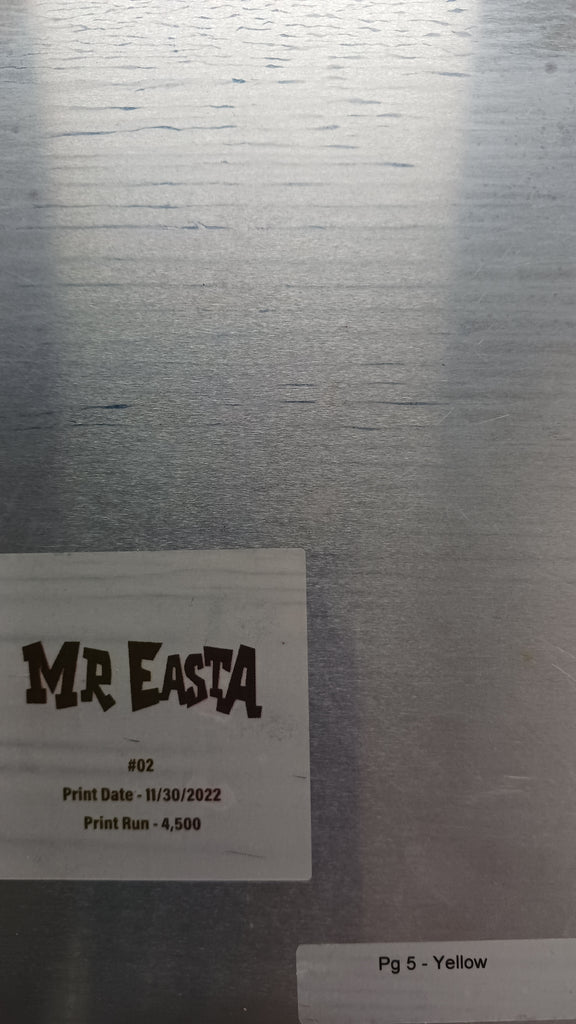 MR EASTA
#02
Print Date - 11/30/2022
Print Run - 4,500
Pg 5 - Yellow